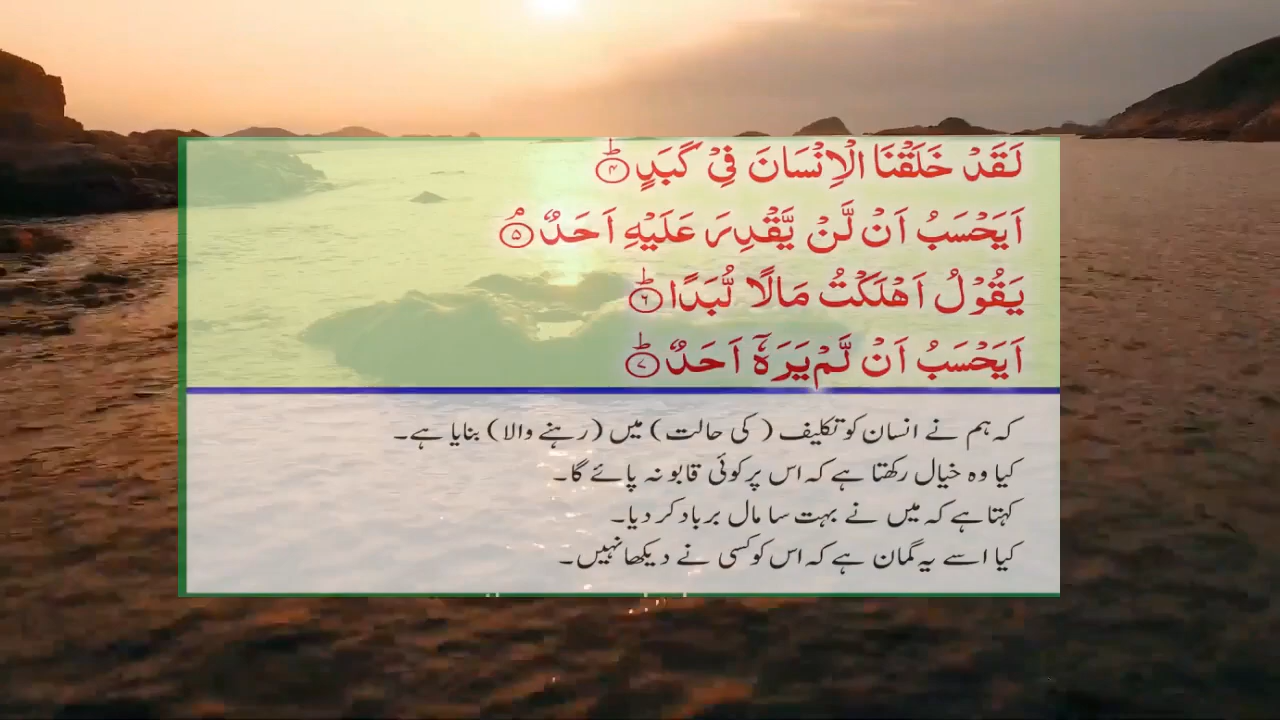 لَقَدْ خَلَقْنَا الْاِنْسَانَ فِیْ كَبَدٍؕ۝۴
اَیَحْسَبُ اَنْ لَّنْ یَّقْدِرَ عَلَیْهِ اَحَدٌۘ۝۵
یَقُوْلُ اَهْلَكْتُ مَالًا لُّبَدًاؕ۝۶
اَیَحْسَبُ اَنْ لَّمْ یَرَهٗۤ اَحَدٌؕ۝۷
کہ ہم نے انسان کو تکلیف (کی حالت) میں (رہنے والا) بنایا ہے۔
کیا وہ خیال رکھتا ہے کہ اس پر کوئی قابو نہ پائے گا۔
کہتا ہے کہ میں نے بہت سا مال برباد کر دیا۔
کیا اسے یہ گمان ہے کہ اس کو کسی نے دیکھا نہیں۔